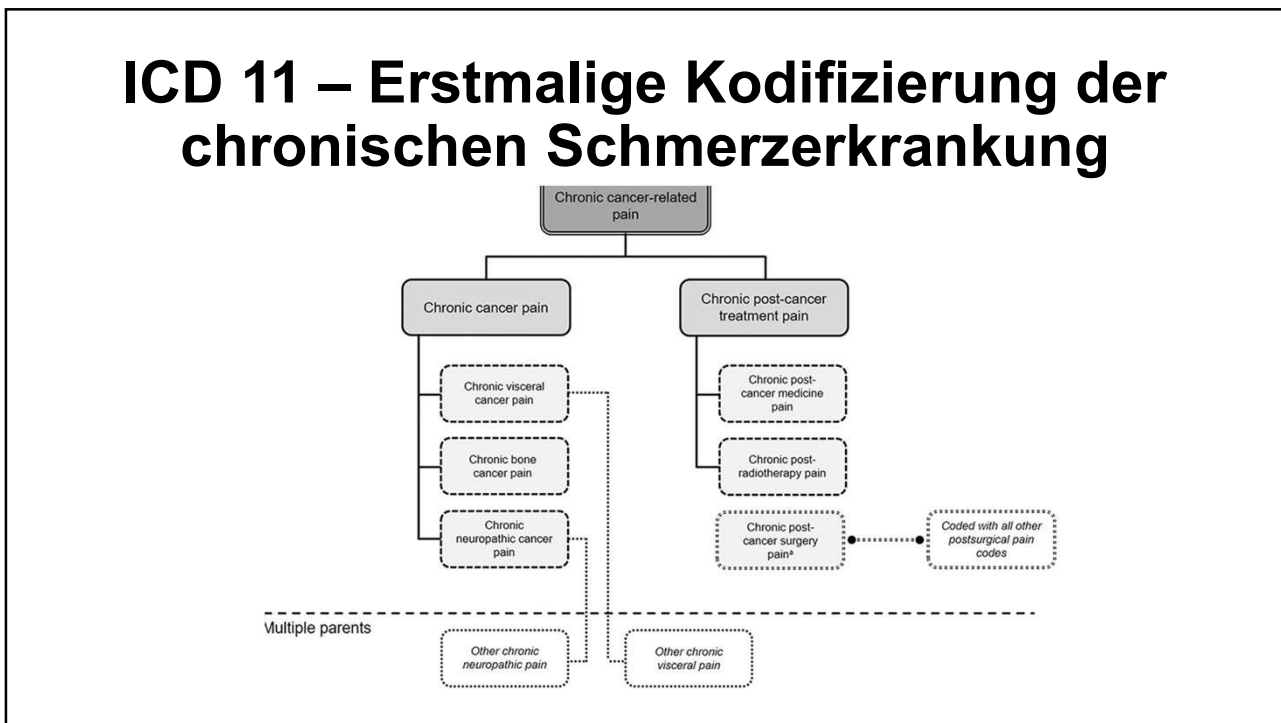 ICD 11 – Erstmalige Kodifizierung der
chronischen Schmerzerkrankung
Chronic cancer-related
pain
Chronic cancer pain
Chronic post-cancer
treatment pain
Chronic visceral
cancer pain
Chronic post-
cancer medicine
pain
Chronic bone
cancer pain
Chronic post-
radiotherapy pain
Chronic
neuropathic cancer
pain
Chronic post-
cancer surgery
painᵃ
Coded with all other
postsurgical pain
codes
Multiple parents
Other chronic
neuropathic pain
Other chronic
visceral pain